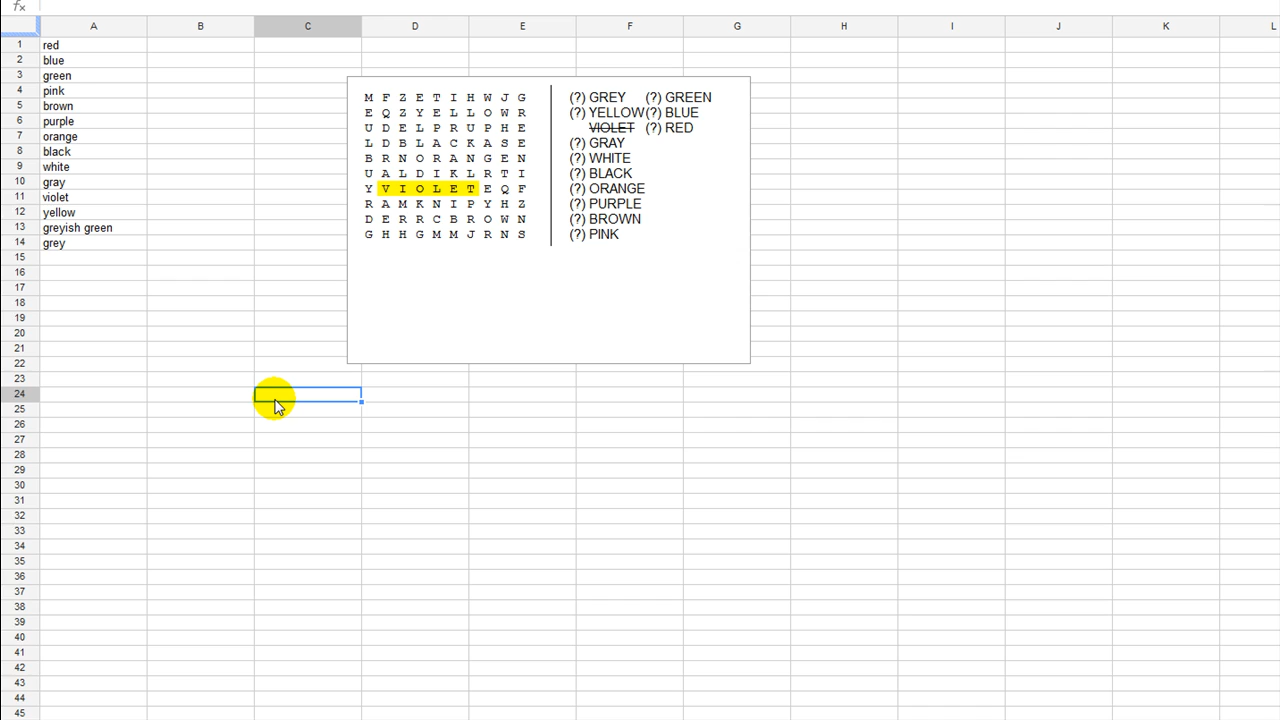 fx
A B C D E F G H I J K L
1 red
2 blue
3 green
4 pink
5 brown
6 purple
7 orange
8 black
9 white
10 gray
11 violet
12 yellow
13 greyish green
14 grey
15
16
17
18
19
20
21
22
23
24
25
26
27
28
29
30
31
32
33
34
35
36
37
38
39
40
41
42
43
44
45
M F Z E T I H W J G
E Q Z Y E L L O W R
U D E L P R U P H E
L D B L A C K A S E
B R N O R A N G E N
U A L D I K L R T I
Y V I O L E T E Q F
R A M K N I P Y H Z
D E R R C B R O W N
G H H G M M J R N S
(?) GREY (?) GREEN
(?) YELLOW (?) BLUE
VIOLET (?) RED
(?) GRAY
(?) WHITE
(?) BLACK
(?) ORANGE
(?) PURPLE
(?) BROWN
(?) PINK